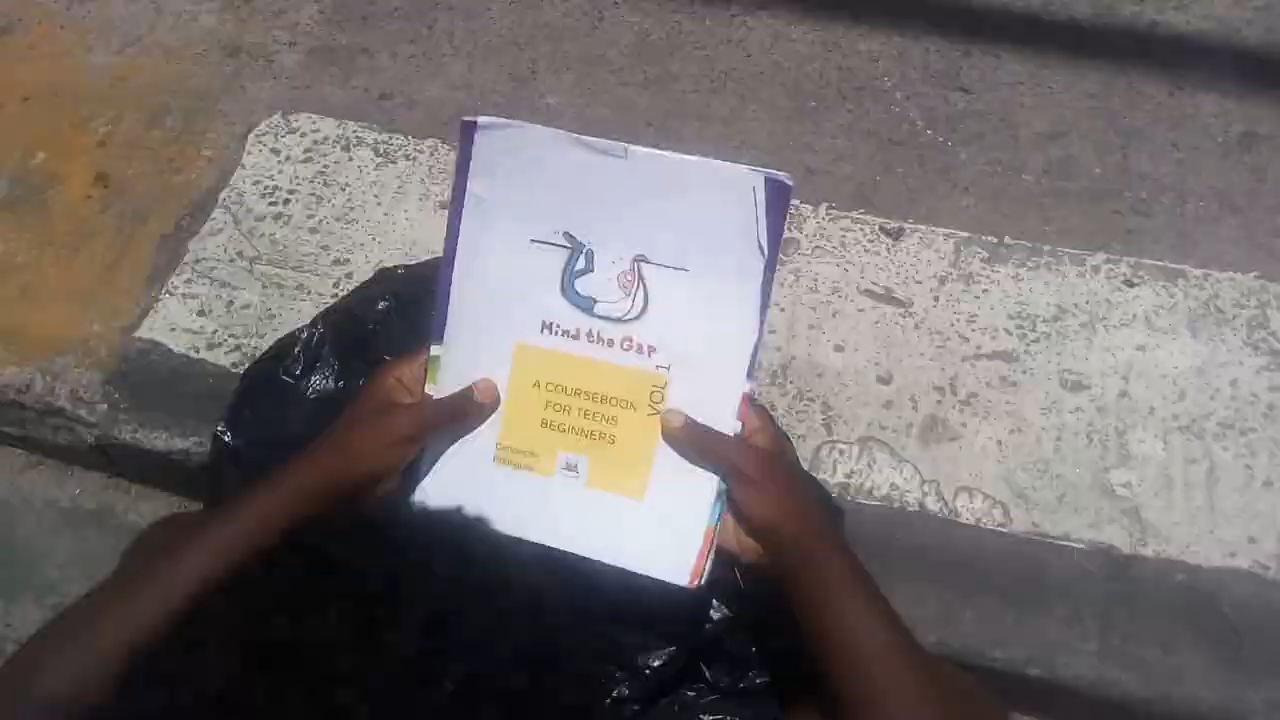 Mind the Gap
VOL 1
A COURSEBOOK
FOR TEENS
BEGINNERS